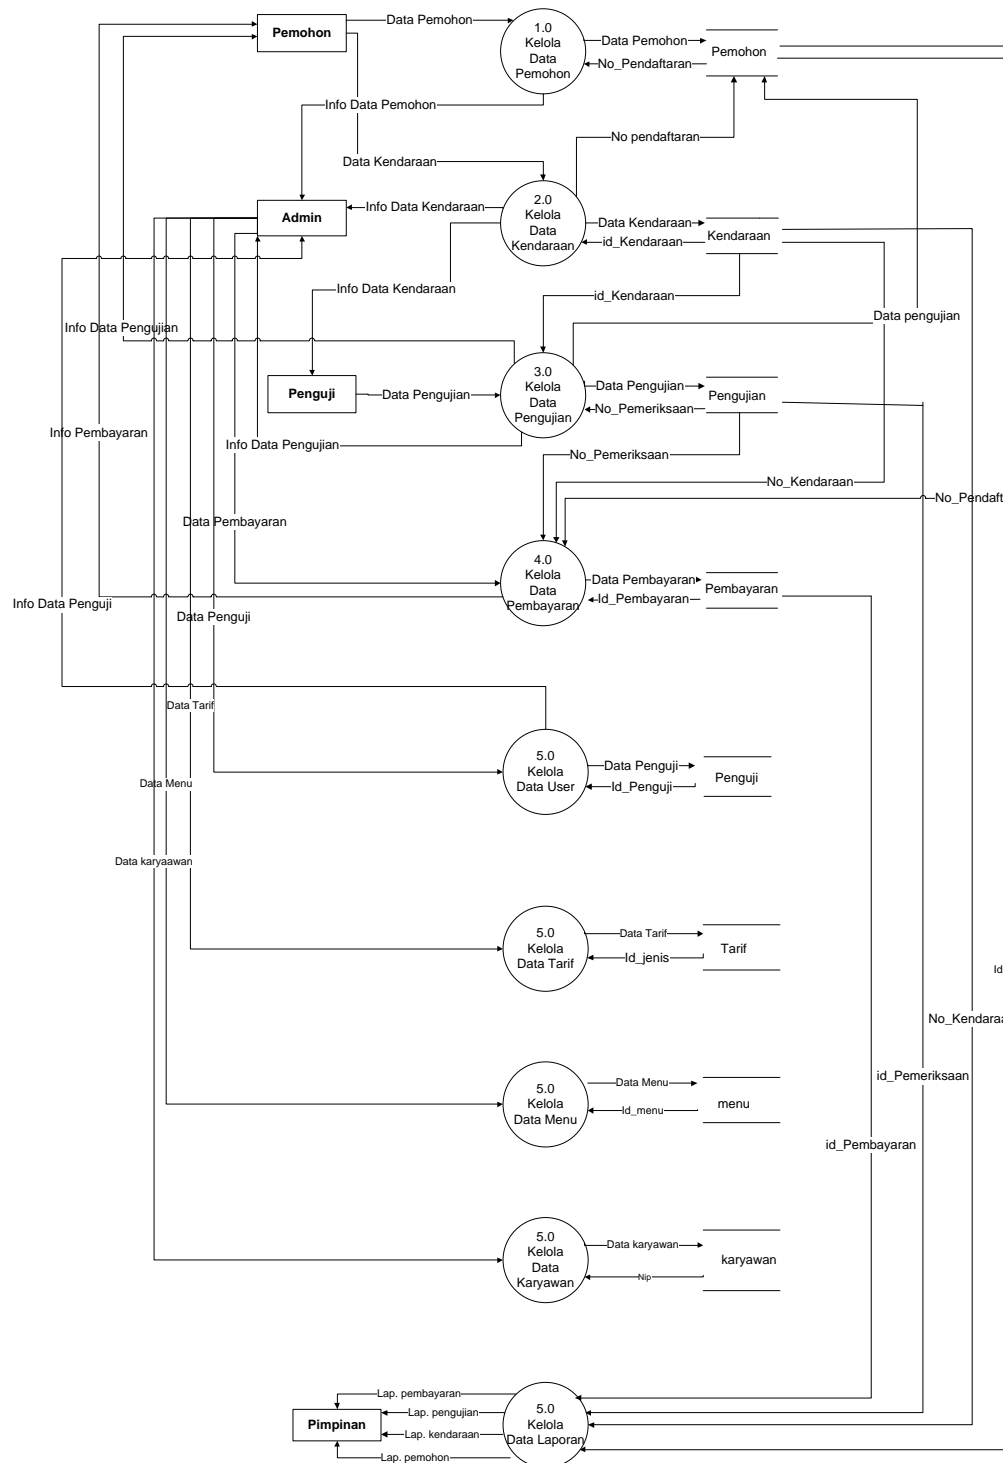 Pemohon
Data Pemohon
1.0
Kelola
Data
Pemohon
Data Pemohon
No_Pendaftaran
Pemohon
Info Data Pemohon
No pendaftaran
Data Kendaraan
Admin
Info Data Kendaraan
2.0
Kelola
Data
Kendaraan
Data Kendaraan
id_Kendaraan
Kendaraan
Info Data Kendaraan
id_Kendaraan
Data pengujian
Info Data Pengujian
Penguji
Data Pengujian
3.0
Kelola
Data
Pengujian
Data Pengujian
No_Pemeriksaan
Pengujian
Info Pembayaran
Info Data Pengujian
No_Pemeriksaan
No_Kendaraan
No_Pendaft
Data Pembayaran
4.0
Kelola
Data
Pembayaran
Data Pembayaran
Id_Pembayaran
Pembayaran
Info Data Penguji
Data Penguji
Data Tarif
5.0
Kelola
Data User
Data Penguji
Id_Penguji
Penguji
Data Menu
Data karyaawan
5.0
Kelola
Data Tarif
Data Tarif
Id_jenis
Tarif
Id_
No_Kendaraa
id_Pemeriksaan
5.0
Kelola
Data Menu
Data Menu
Id_menu
menu
id_Pembayaran
5.0
Kelola
Data
Karyawan
Data karyawan
Nip
karyawan
Pimpinan
Lap. pembayaran
Lap. pengujian
Lap. kendaraan
Lap. pemohon
5.0
Kelola
Data Laporan